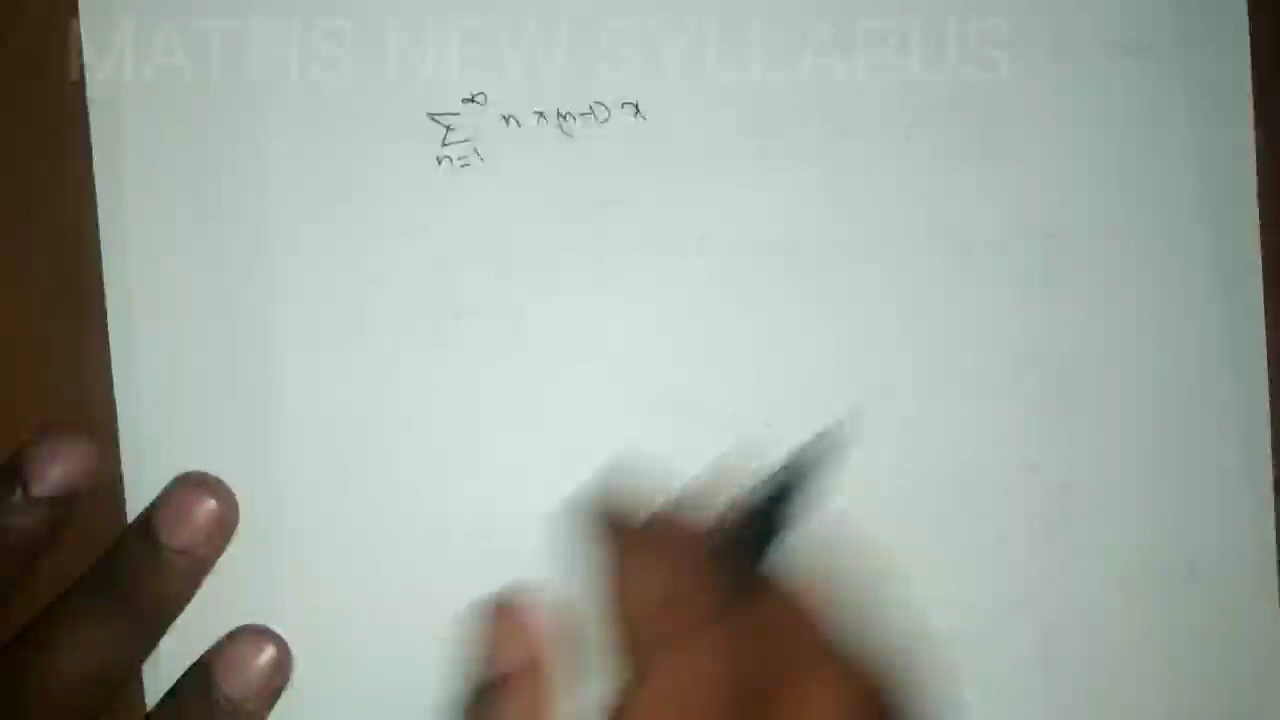 MATHS NEW SYLLABUS
∞
∑ n × (n-1) x
n=1